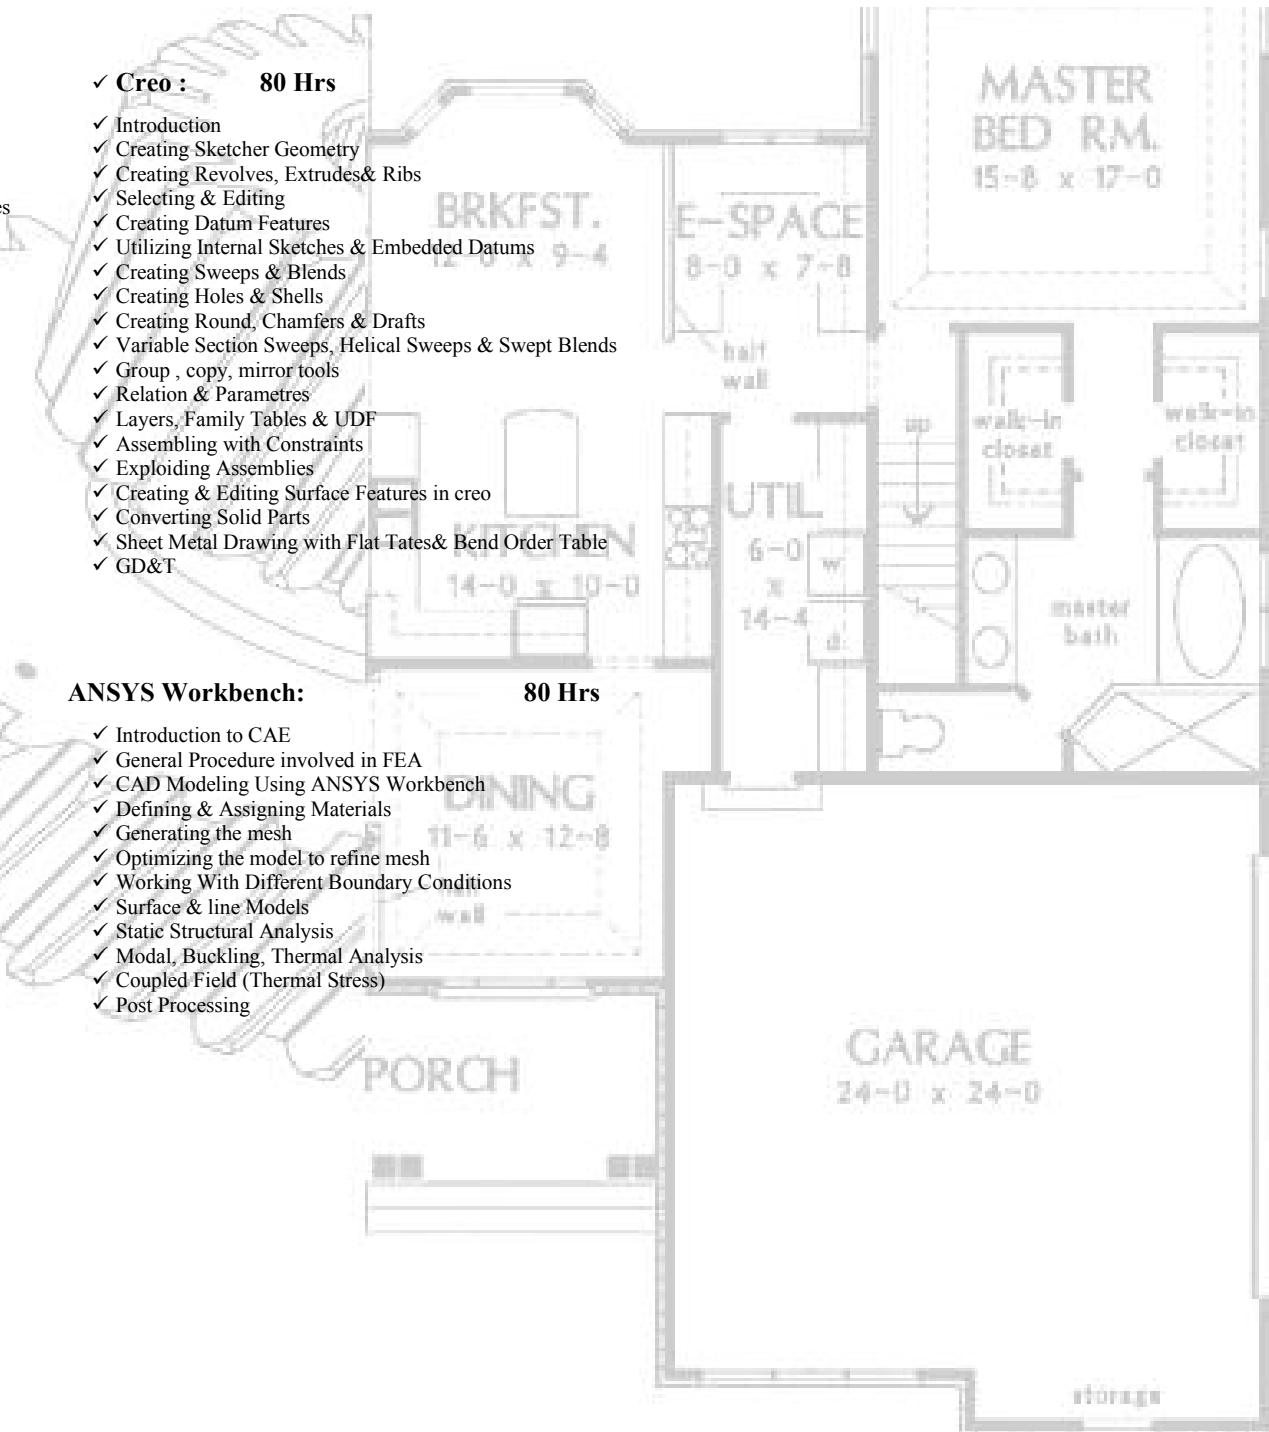 ✓ Creo : 80 Hrs
✓ Introduction
✓ Creating Sketcher Geometry
✓ Creating Revolves, Extrudes& Ribs
✓ Selecting & Editing
es
✓ Creating Datum Features
✓ Utilizing Internal Sketches & Embedded Datums
✓ Creating Sweeps & Blends
✓ Creating Holes & Shells
✓ Creating Round, Chamfers & Drafts
✓ Variable Section Sweeps, Helical Sweeps & Swept Blends
✓ Group , copy, mirror tools
✓ Relation & Parametres
✓ Layers, Family Tables & UDF
✓ Assembling with Constraints
✓ Exploiding Assemblies
✓ Creating & Editing Surface Features in creo
✓ Converting Solid Parts
✓ Sheet Metal Drawing with Flat Tates& Bend Order Table
✓ GD&T
ANSYS Workbench: 80 Hrs
✓ Introduction to CAE
✓ General Procedure involved in FEA
✓ CAD Modeling Using ANSYS Workbench
✓ Defining & Assigning Materials
✓ Generating the mesh
✓ Optimizing the model to refine mesh
✓ Working With Different Boundary Conditions
✓ Surface & line Models
✓ Static Structural Analysis
✓ Modal, Buckling, Thermal Analysis
✓ Coupled Field (Thermal Stress)
✓ Post Processing
MASTER
BED RM.
15-8 x 17-0
BRKFST.
12-0 x 9-4
E-SPACE
8-0 x 7-8
half
wall
up
walk-in
closet
walk-in
closet
UTIL
6-0
x
14-4
w
d
KITCHEN
14-0 x 10-0
master
bath
DINING
11-6 x 12-8
half
wall
PORCH
GARAGE
24-0 x 24-0
storage